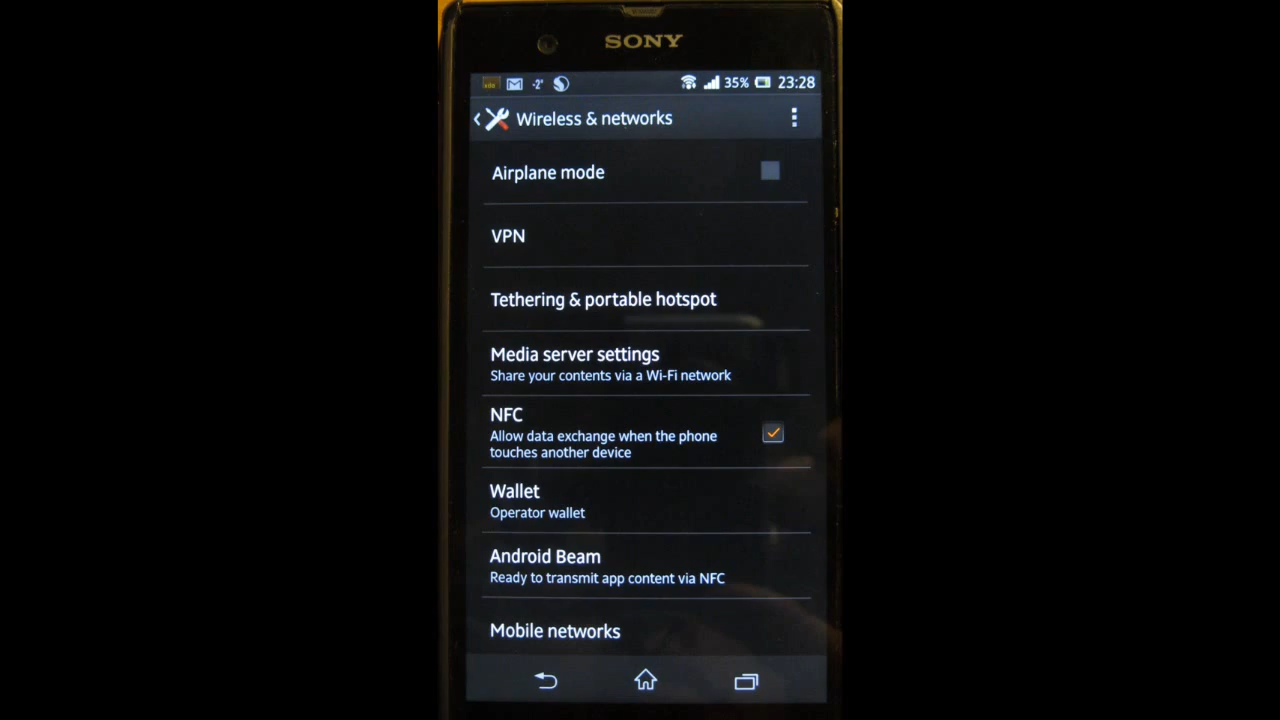 SONY
-2° 35% 23:28
Wireless & networks
Airplane mode
VPN
Tethering & portable hotspot
Media server settings
Share your contents via a Wi-Fi network
NFC
Allow data exchange when the phone
touches another device
Wallet
Operator wallet
Android Beam
Ready to transmit app content via NFC
Mobile networks